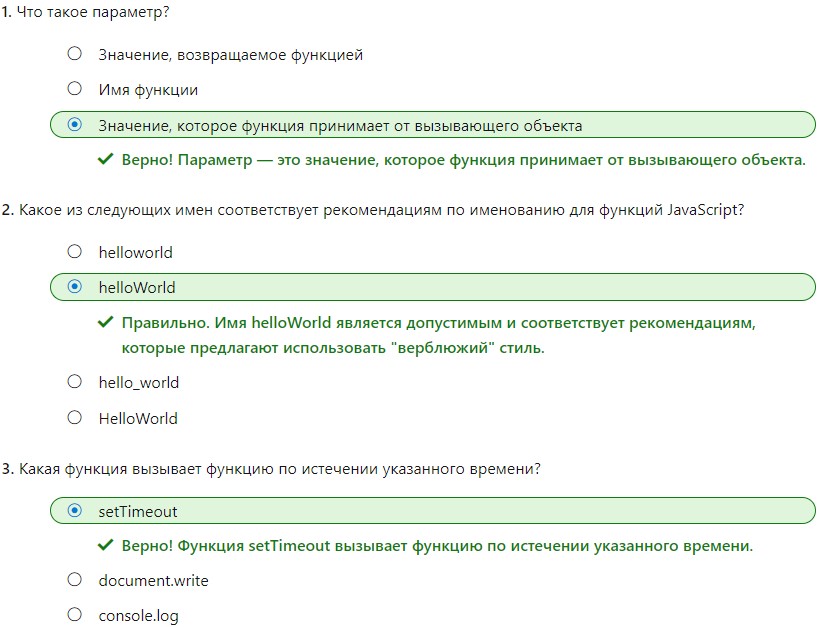 1. Что такое параметр?
Значение, возвращаемое функцией
Имя функции
Значение, которое функция принимает от вызывающего объекта
Верно! Параметр — это значение, которое функция принимает от вызывающего объекта.
2. Какое из следующих имен соответствует рекомендациям по именованию для функций JavaScript?
helloworld
helloWorld
Правильно. Имя helloWorld является допустимым и соответствует рекомендациям,
которые предлагают использовать "верблюжий" стиль.
hello_world
HelloWorld
3. Какая функция вызывает функцию по истечении указанного времени?
setTimeout
Верно! Функция setTimeout вызывает функцию по истечении указанного времени.
document.write
console.log